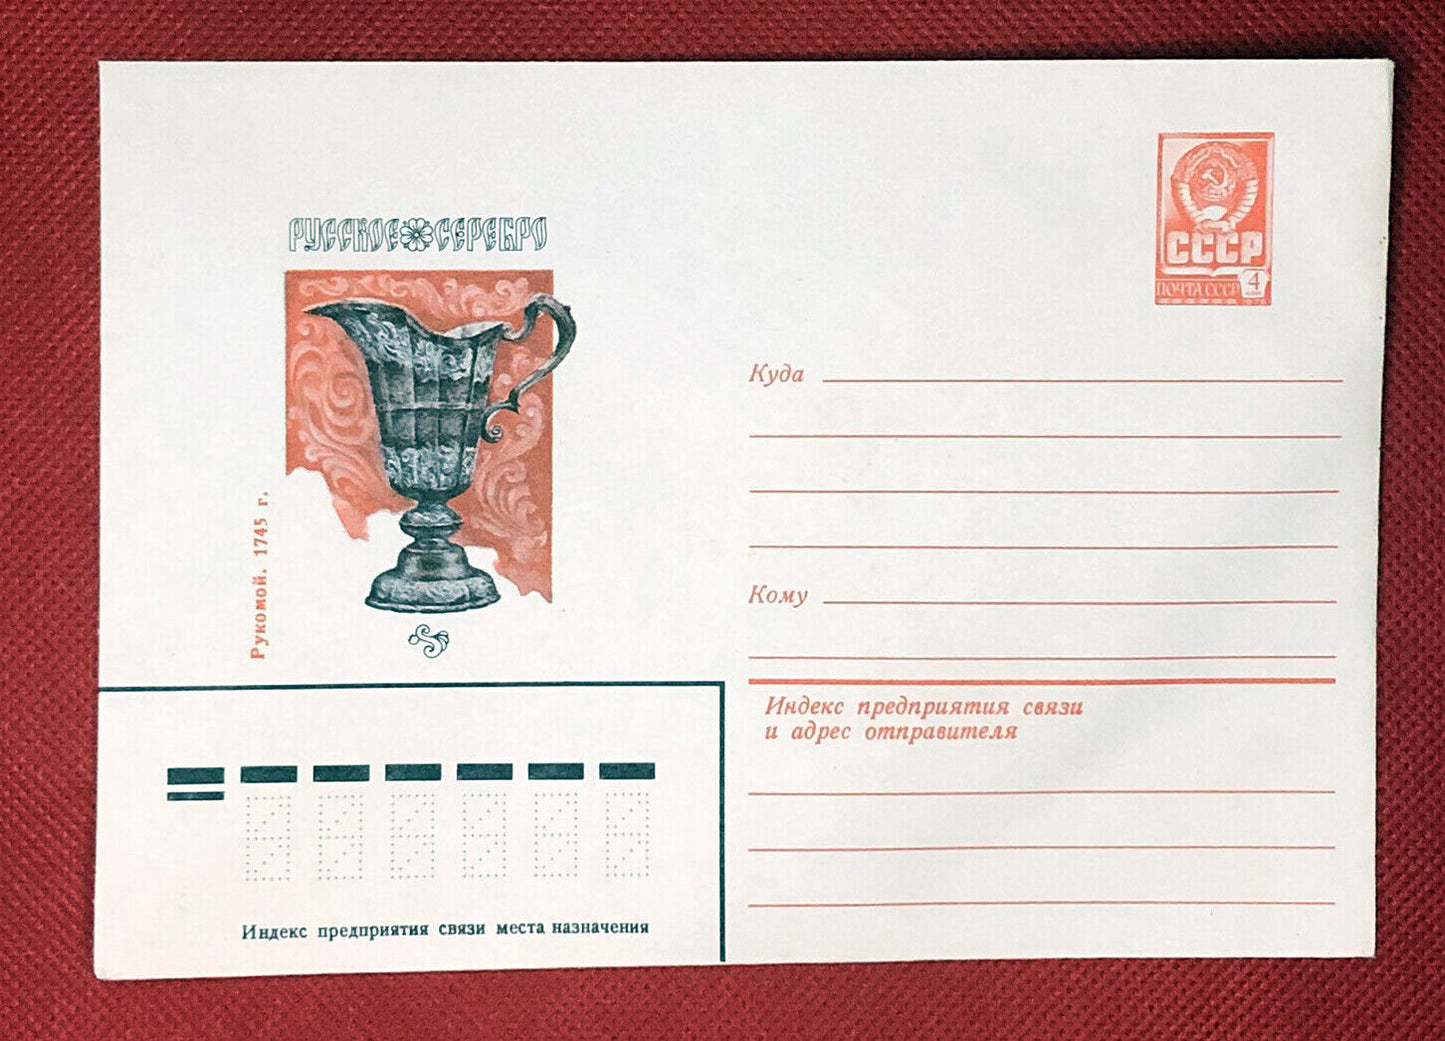 РУССКОЕ СЕРЕБРО
Рукомой. 1745 г.
СССР
ПОЧТА СССР 4
Куда
Кому
Индекс предприятия связи
и адрес отправителя
Индекс предприятия связи места назначения